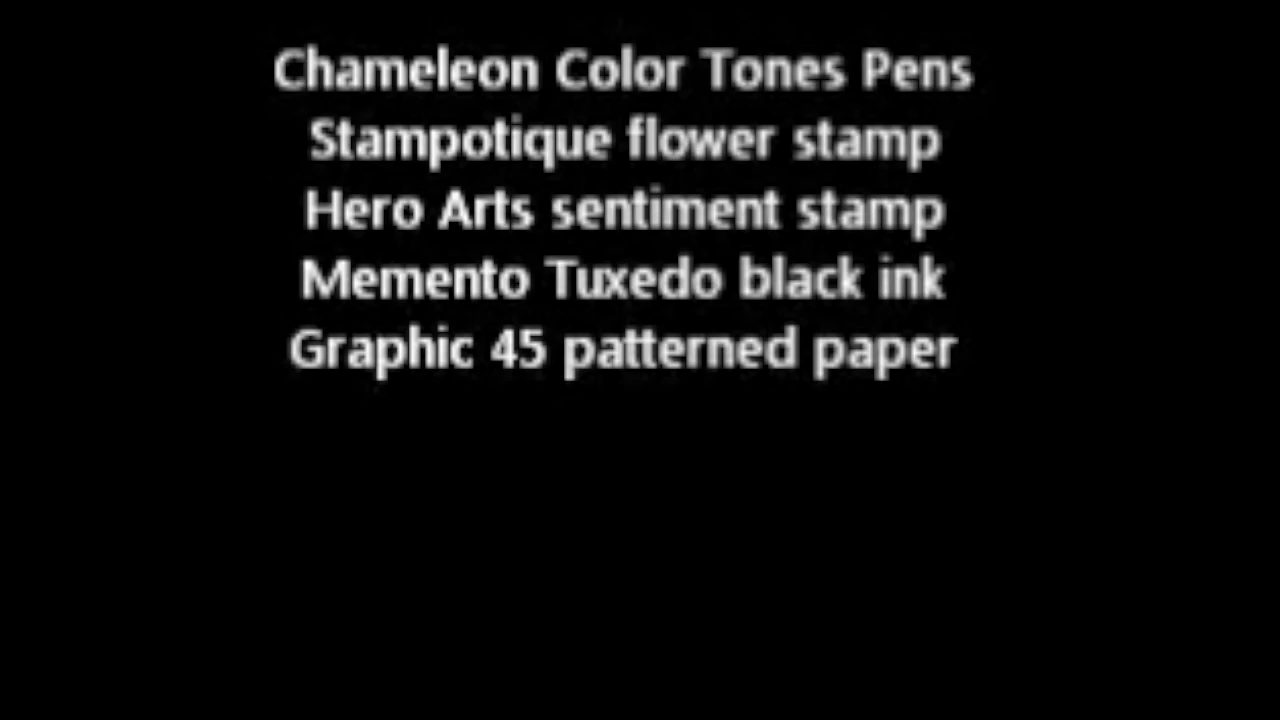 Chameleon Color Tones Pens
Stampotique flower stamp
Hero Arts sentiment stamp
Memento Tuxedo black ink
Graphic 45 patterned paper